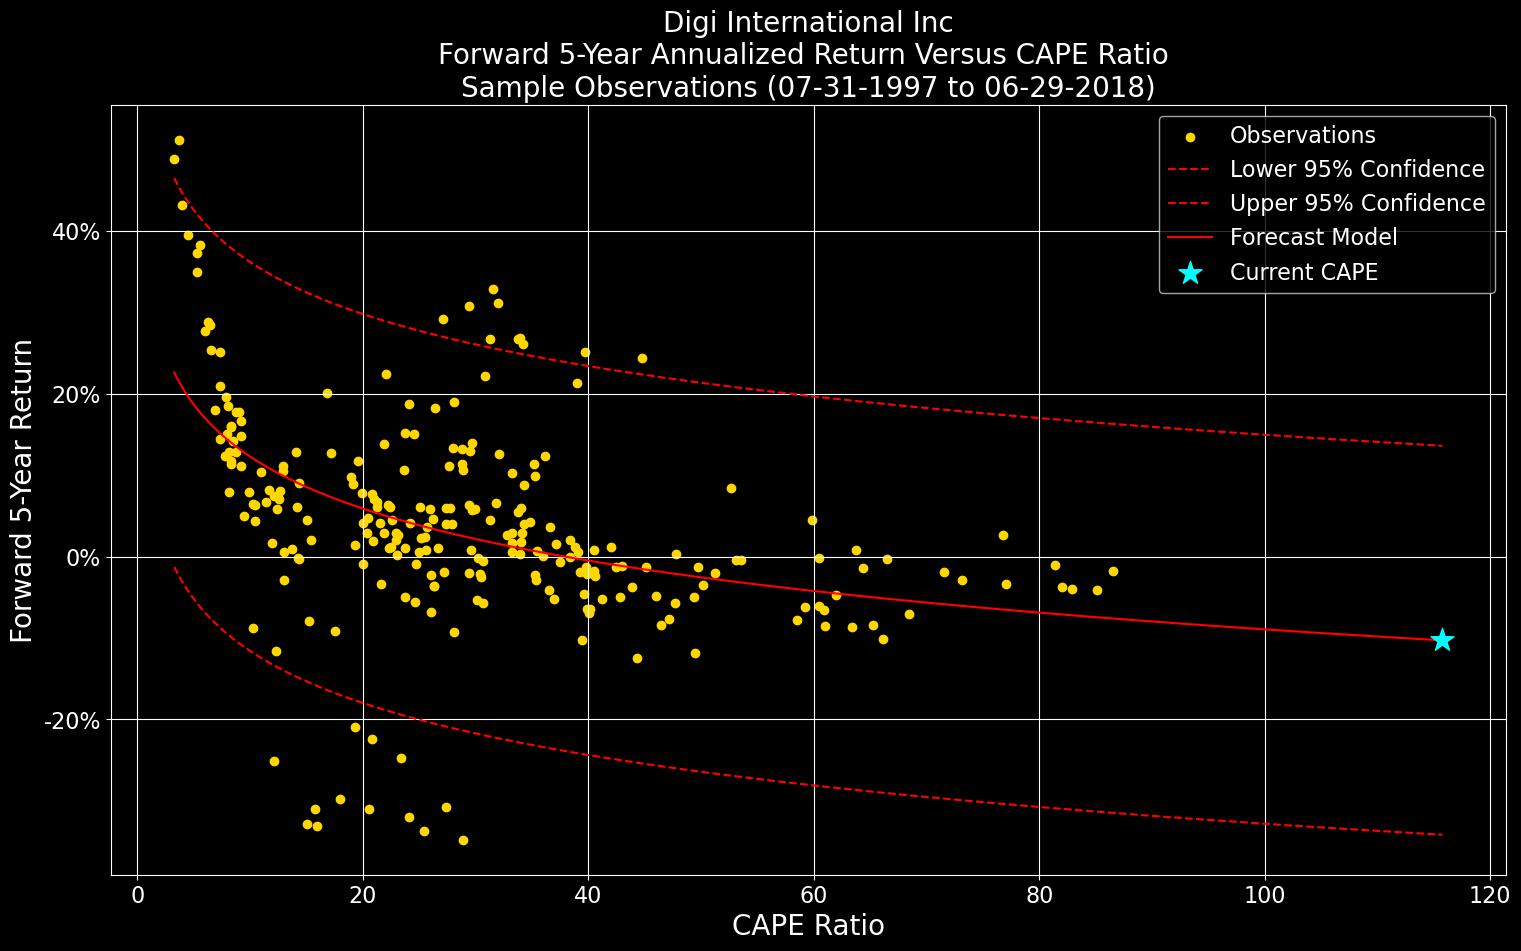 Digi International Inc
Forward 5-Year Annualized Return Versus CAPE Ratio
Sample Observations (07-31-1997 to 06-29-2018)
Observations
Lower 95% Confidence
Upper 95% Confidence
Forecast Model
Current CAPE
Forward 5-Year Return
40%
20%
0%
-20%
0 20 40 60 80 100 120
CAPE Ratio